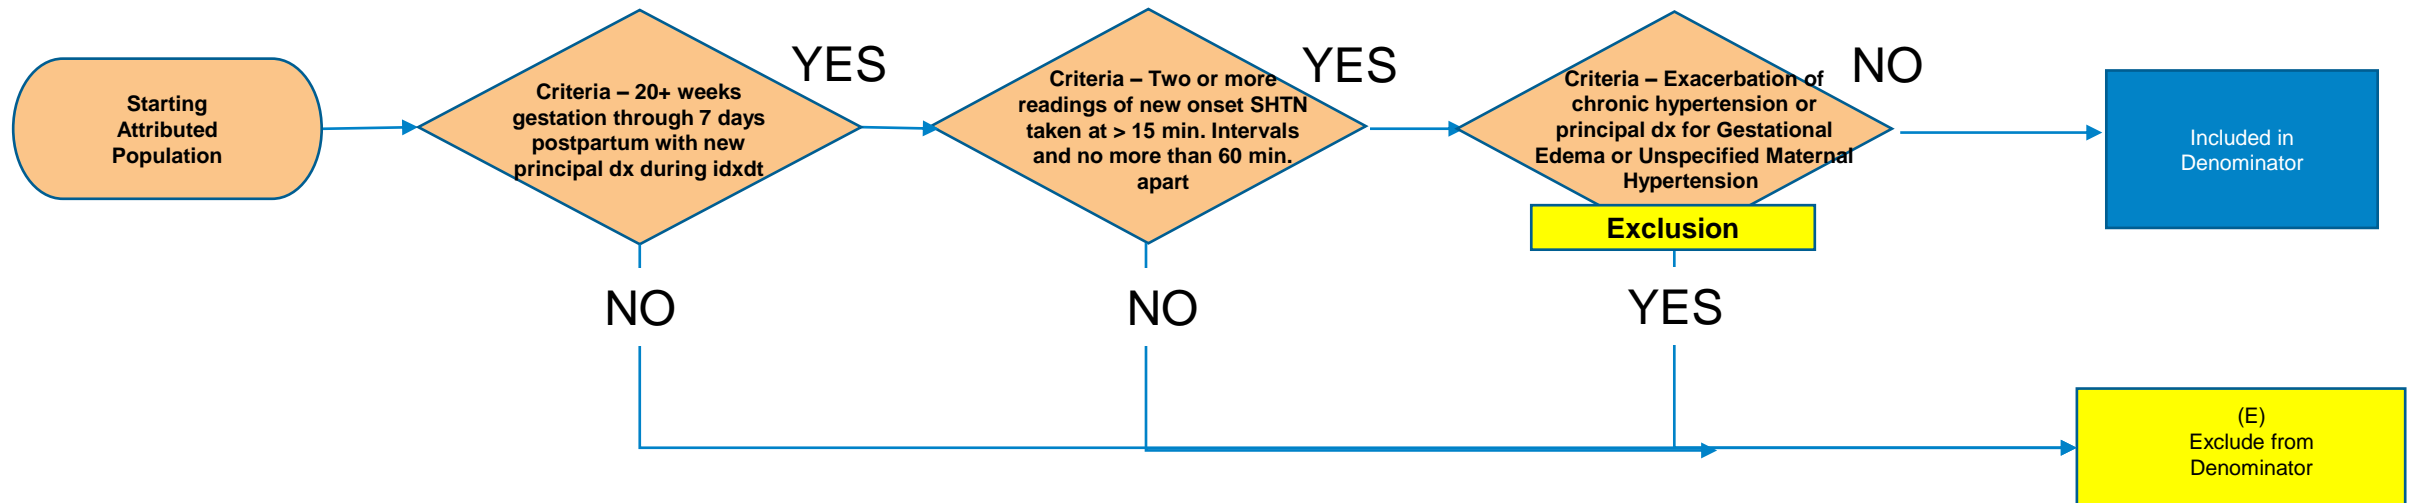 Starting
Attributed
Population
Criteria – 20+ weeks
gestation through 7 days
postpartum with new
principal dx during idxdt
YES
NO
Criteria – Two or more
readings of new onset SHTN
taken at > 15 min. Intervals
and no more than 60 min.
apart
YES
NO
Criteria – Exacerbation of
chronic hypertension or
principal dx for Gestational
Edema or Unspecified Maternal
Hypertension
Exclusion
NO
YES
Included in
Denominator
(E)
Exclude from
Denominator